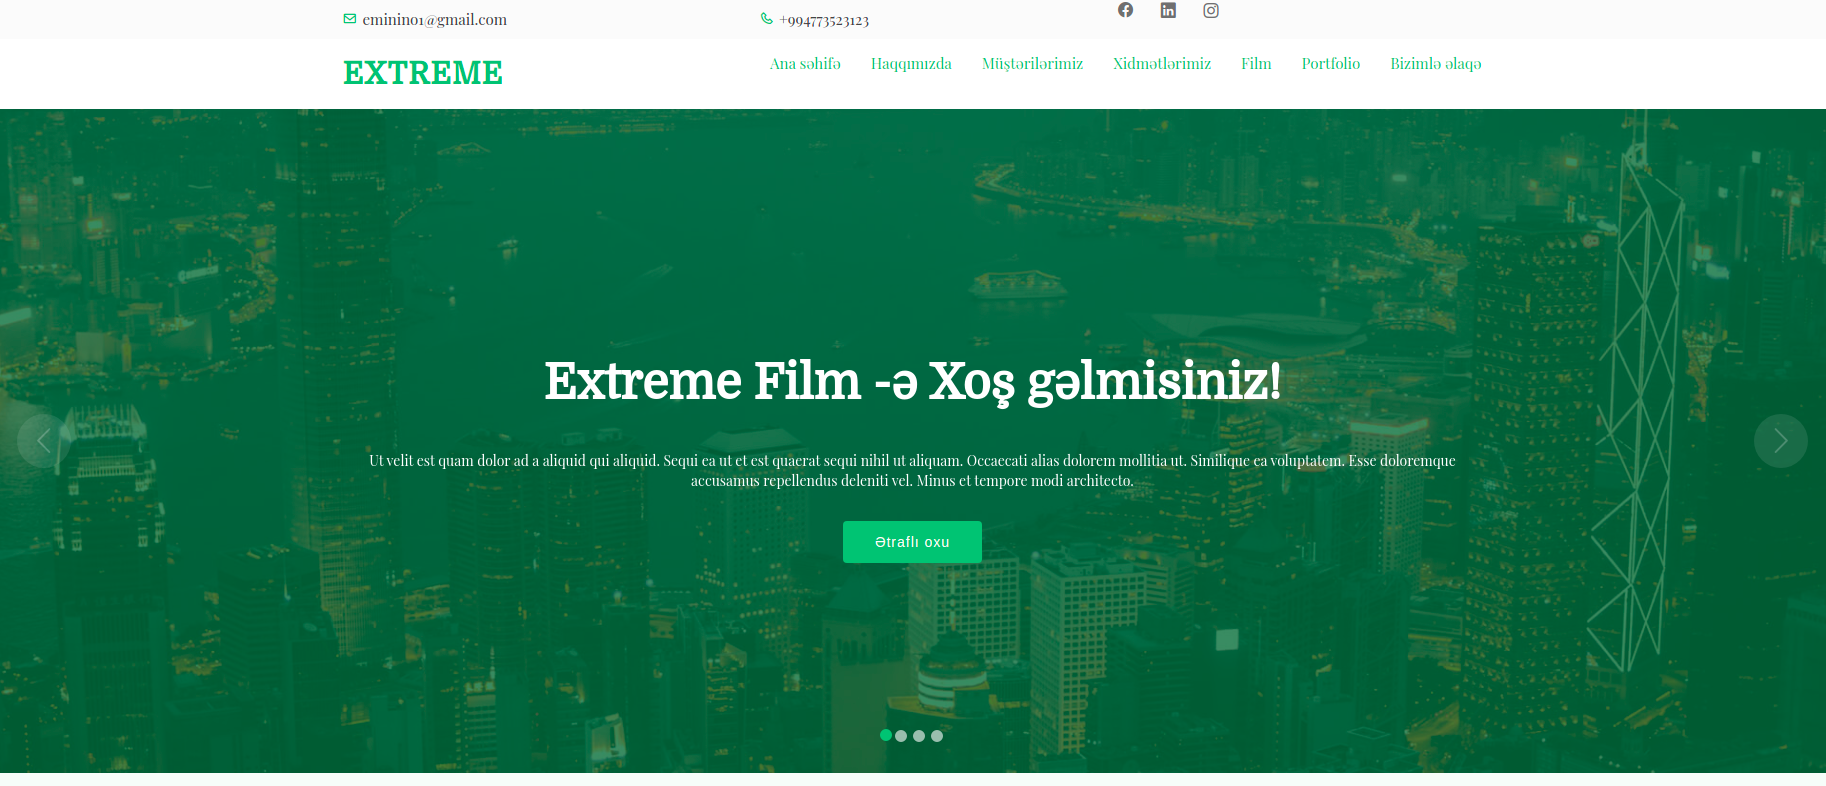 eminin01@gmail.com
+994773523123
EXTREME
Ana səhifə
Haqqımızda
Müştərilərimiz
Xidmətlərimiz
Film
Portfolio
Bizimlə əlaqə
Extreme Film -ə Xoş gəlmisiniz!
Ut velit est quam dolor ad a aliquid qui aliquid. Sequi ea ut et est quaerat sequi nihil ut aliquam. Occaecati alias dolorem mollitia ut. Similique ea voluptatem. Esse doloremque
accusamus repellendus deleniti vel. Minus et tempore modi architecto.
Ətraflı oxu